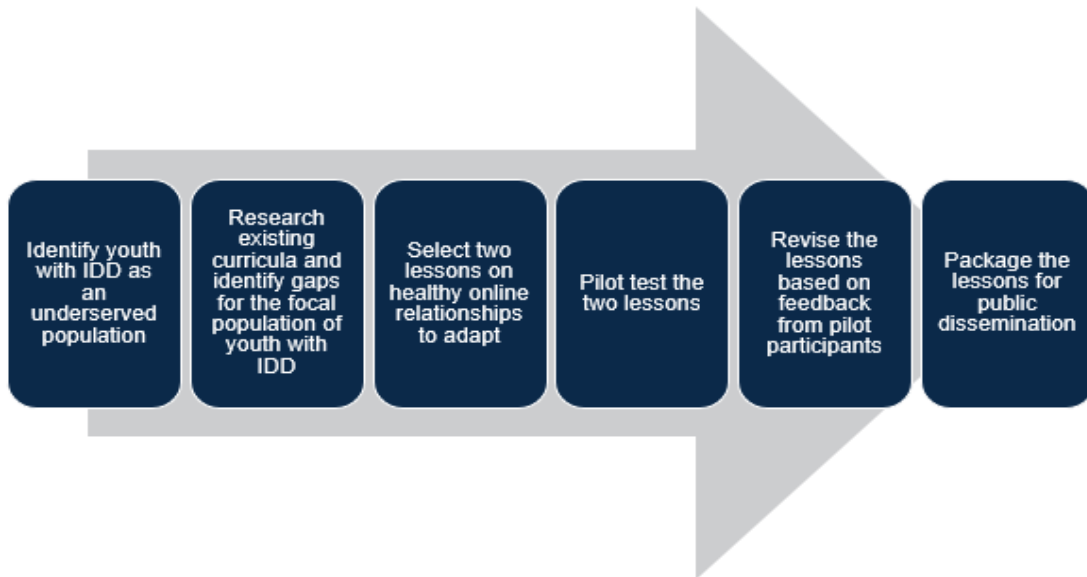 Identify youth
with IDD as
an
underserved
population
Research
existing
curricula and
identify gaps
for the focal
population of
youth with
IDD
Select two
lessons on
healthy online
relationships
to adapt
Pilot test the
two lessons
Revise the
lessons
based on
feedback
from pilot
participants
Package the
lessons for
public
dissemination